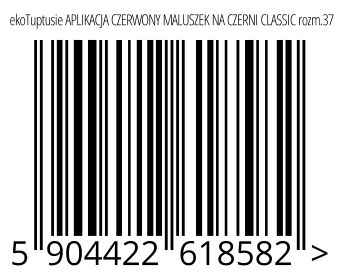 ekoTuptusie APLIKACJA CZERWONY MALUSZEK NA CZERNI CLASSIC rozm.37
5 904422 618582 >